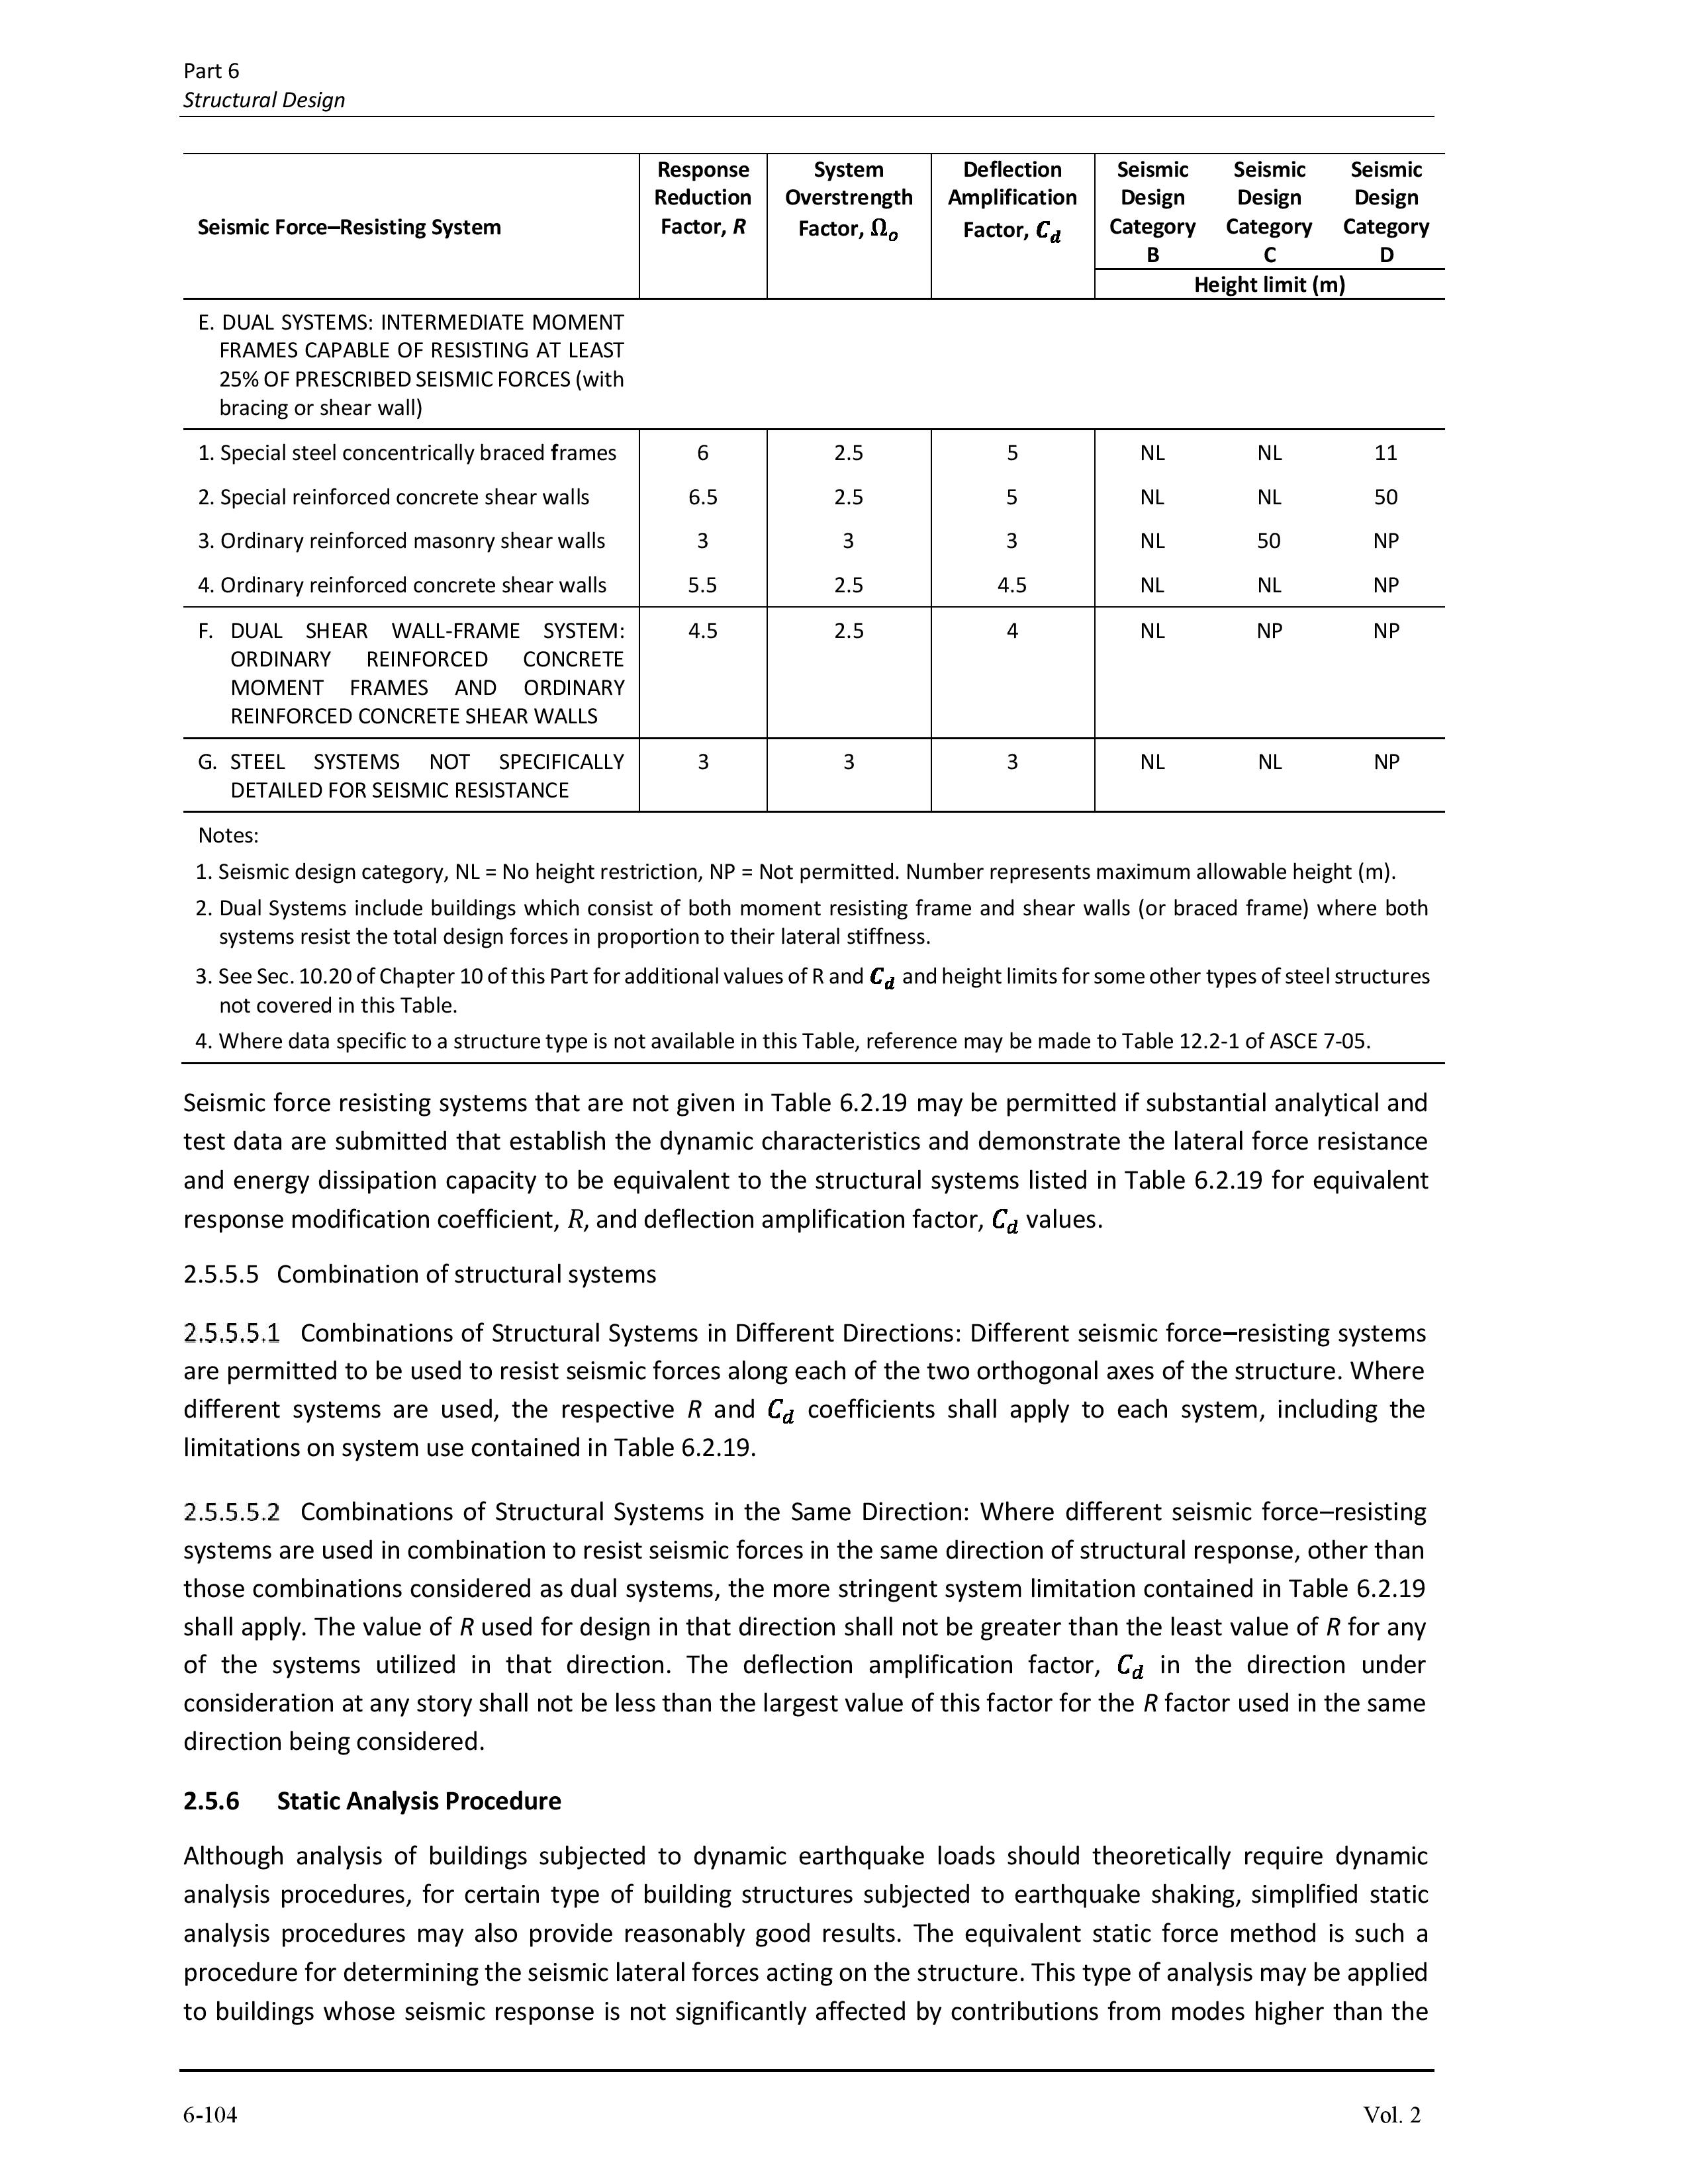 Part 6
Structural Design
Seismic Force–Resisting System
Response
Reduction
Factor, R
System
Overstrength
Factor, Ωo
Deflection
Amplification
Factor, Cd
Seismic
Design
Category
B
Seismic
Design
Category
C
Seismic
Design
Category
D
Height limit (m)
E. DUAL SYSTEMS: INTERMEDIATE MOMENT
FRAMES CAPABLE OF RESISTING AT LEAST
25% OF PRESCRIBED SEISMIC FORCES (with
bracing or shear wall)
1. Special steel concentrically braced frames 6 2.5 5 NL NL 11
2. Special reinforced concrete shear walls 6.5 2.5 5 NL NL 50
3. Ordinary reinforced masonry shear walls 3 3 3 NL 50 NP
4. Ordinary reinforced concrete shear walls 5.5 2.5 4.5 NL NL NP
F. DUAL SHEAR WALL-FRAME SYSTEM: 4.5 2.5 4 NL NP NP
ORDINARY REINFORCED CONCRETE
MOMENT FRAMES AND ORDINARY
REINFORCED CONCRETE SHEAR WALLS
G. STEEL SYSTEMS NOT SPECIFICALLY 3 3 3 NL NL NP
DETAILED FOR SEISMIC RESISTANCE
Notes:
1. Seismic design category, NL = No height restriction, NP = Not permitted. Number represents maximum allowable height (m).
2. Dual Systems include buildings which consist of both moment resisting frame and shear walls (or braced frame) where both
systems resist the total design forces in proportion to their lateral stiffness.
3. See Sec. 10.20 of Chapter 10 of this Part for additional values of R and Cd and height limits for some other types of steel structures
not covered in this Table.
4. Where data specific to a structure type is not available in this Table, reference may be made to Table 12.2-1 of ASCE 7-05.
Seismic force resisting systems that are not given in Table 6.2.19 may be permitted if substantial analytical and
test data are submitted that establish the dynamic characteristics and demonstrate the lateral force resistance
and energy dissipation capacity to be equivalent to the structural systems listed in Table 6.2.19 for equivalent
response modification coefficient, R, and deflection amplification factor, Cd values.
2.5.5.5 Combination of structural systems
2.5.5.5.1 Combinations of Structural Systems in Different Directions: Different seismic force–resisting systems
are permitted to be used to resist seismic forces along each of the two orthogonal axes of the structure. Where
different systems are used, the respective R and Cd coefficients shall apply to each system, including the
limitations on system use contained in Table 6.2.19.
2.5.5.5.2 Combinations of Structural Systems in the Same Direction: Where different seismic force–resisting
systems are used in combination to resist seismic forces in the same direction of structural response, other than
those combinations considered as dual systems, the more stringent system limitation contained in Table 6.2.19
shall apply. The value of R used for design in that direction shall not be greater than the least value of R for any
of the systems utilized in that direction. The deflection amplification factor, Cd in the direction under
consideration at any story shall not be less than the largest value of this factor for the R factor used in the same
direction being considered.
2.5.6 Static Analysis Procedure
Although analysis of buildings subjected to dynamic earthquake loads should theoretically require dynamic
analysis procedures, for certain type of building structures subjected to earthquake shaking, simplified static
analysis procedures may also provide reasonably good results. The equivalent static force method is such a
procedure for determining the seismic lateral forces acting on the structure. This type of analysis may be applied
to buildings whose seismic response is not significantly affected by contributions from modes higher than the
6-104 Vol. 2